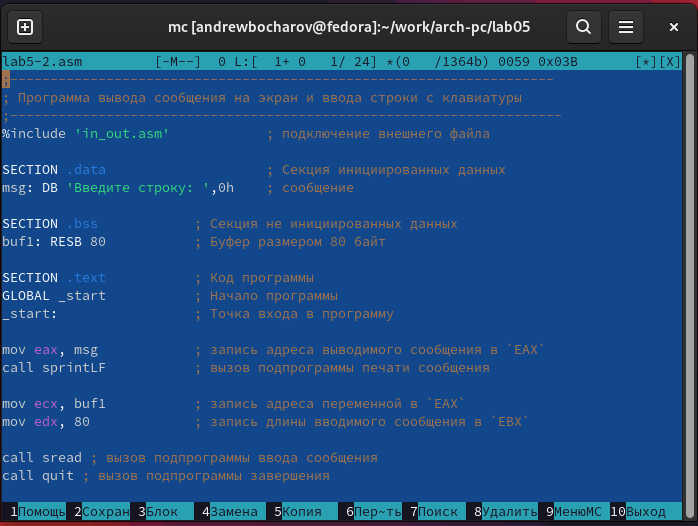 mc [andrewbocharov@fedora]:~/work/arch-pc/lab05
lab5-2.asm [-M--] 0 L:[ 1+ 0 1/ 24] *(0 /1364b) 0059 0x03B [*][X]
;--------------------------------------------------------------------
; Программа вывода сообщения на экран и ввода строки с клавиатуры
;---------------------------------------------------------------------
%include 'in_out.asm' ; подключение внешнего файла
SECTION .data ; Секция инициированных данных
msg: DB 'Введите строку: ',0h ; сообщение
SECTION .bss ; Секция не инициированных данных
buf1: RESB 80 ; Буфер размером 80 байт
SECTION .text ; Код программы
GLOBAL _start ; Начало программы
_start: ; Точка входа в программу
mov eax, msg ; запись адреса выводимого сообщения в `EAX`
call sprintLF ; вызов подпрограммы печати сообщения
mov ecx, buf1 ; запись адреса переменной в `EAX`
mov edx, 80 ; запись длины вводимого сообщения в `EBX`
call sread ; вызов подпрограммы ввода сообщения
call quit ; вызов подпрограммы завершения
1Помощь 2Сохран 3Блок 4Замена 5Копия 6Пер~ть 7Поиск 8Удалить 9МенюМС 10Выход